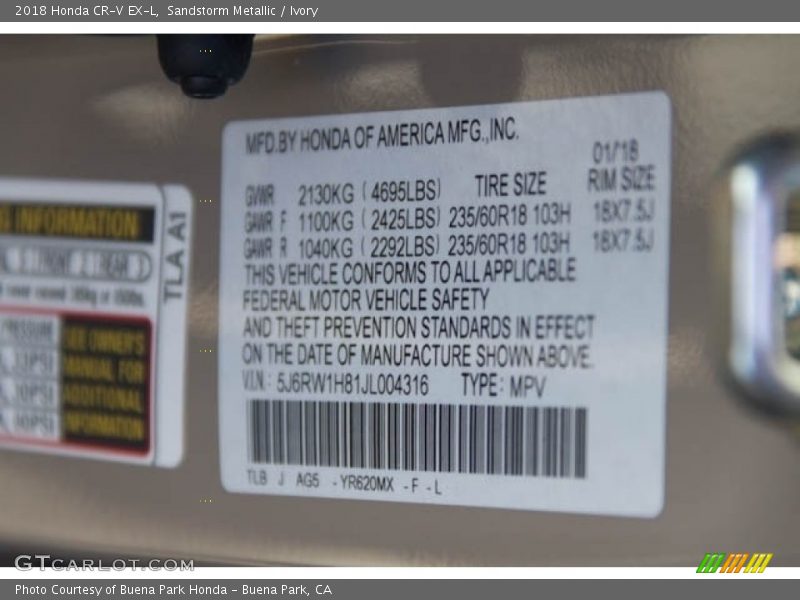 2018 Honda CR-V EX-L, Sandstorm Metallic / Ivory
INFORMATION
TLA A1
SEE OWNER'S
MANUAL FOR
ADDITIONAL
INFORMATION
MFD.BY HONDA OF AMERICA MFG.,INC.
01/18
TIRE SIZE RIM SIZE
GVWR 2130KG ( 4695LBS)
GAWR F 1100KG ( 2425LBS) 235/60R18 103H 18X7.5J
GAWR R 1040KG ( 2292LBS) 235/60R18 103H 18X7.5J
THIS VEHICLE CONFORMS TO ALL APPLICABLE
FEDERAL MOTOR VEHICLE SAFETY
AND THEFT PREVENTION STANDARDS IN EFFECT
ON THE DATE OF MANUFACTURE SHOWN ABOVE.
V.I.N.: 5J6RW1H81JL004316 TYPE: MPV
TLB J AG5 - YR620MX - F - L
GTCARLOT.COM
Photo Courtesy of Buena Park Honda - Buena Park, CA